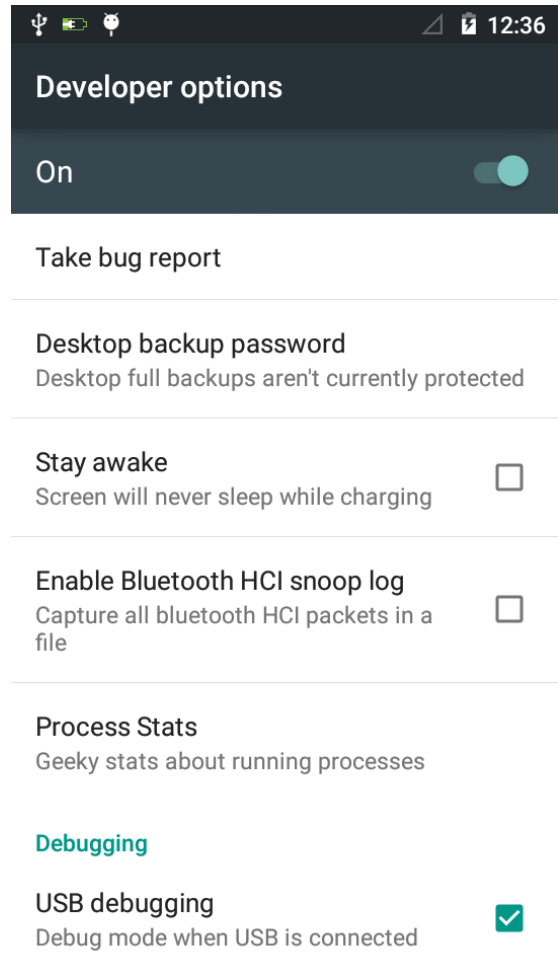 12:36
Developer options
On
Take bug report
Desktop backup password
Desktop full backups aren't currently protected
Stay awake
Screen will never sleep while charging
Enable Bluetooth HCI snoop log
Capture all bluetooth HCI packets in a
file
Process Stats
Geeky stats about running processes
Debugging
USB debugging
Debug mode when USB is connected